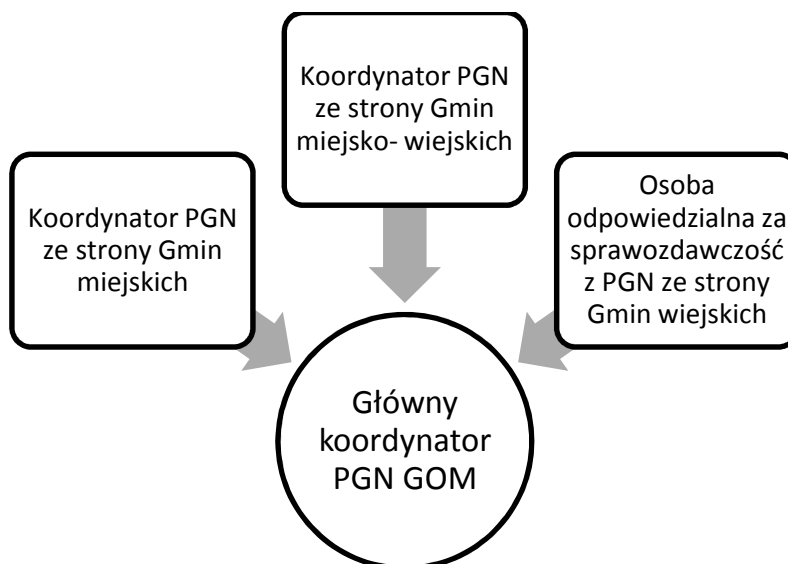 Koordynator PGN
ze strony Gmin
miejsko- wiejskich
Koordynator PGN
ze strony Gmin
miejskich
Osoba
odpowiedzialna za
sprawozdawczość
z PGN ze strony
Gmin wiejskich
Główny
koordynator
PGN GOM